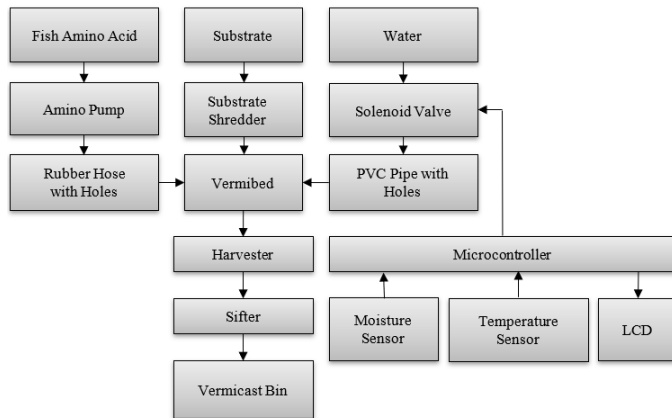 Fish Amino Acid
Substrate
Water
Amino Pump
Substrate
Shredder
Solenoid Valve
Rubber Hose
with Holes
Vermibed
PVC Pipe with
Holes
Harvester
Microcontroller
Sifter
Moisture
Sensor
Temperature
Sensor
LCD
Vermicast Bin